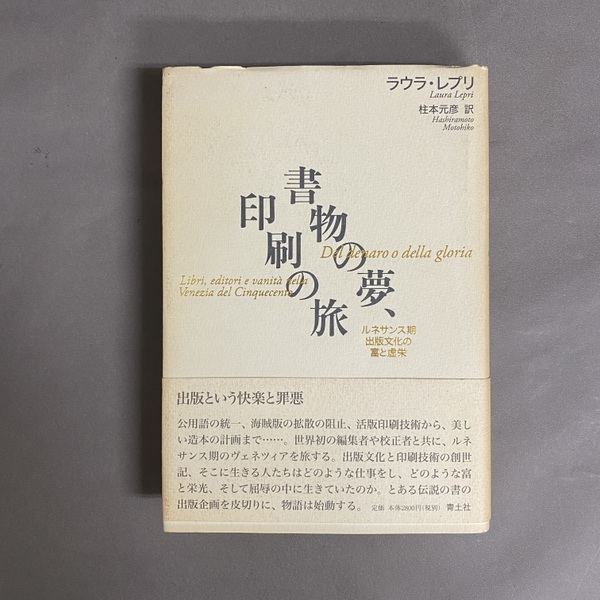 ラウラ・レプリ
Laura Lepri
柱本元彦 訳
Hashiramoto
Motohiko
書物の夢、
印刷の旅
Del denaro o della gloria
Libri, editori e vanità della
Venezia del Cinquecento
ルネサンス期
出版文化の
富と虚栄
出版という快楽と罪悪
公用語の統一、海賊版の拡散の阻止、活版印刷技術から、美し
い造本の計画まで……。世界初の編集者や校正者と共に、ルネ
サンス期のヴェネツィアを旅する。出版文化と印刷技術の創世
記、そこに生きる人たちはどのような仕事をし、どのような富
と栄光、そして屈辱の中に生きていたのか。とある伝説の書の
出版企画を皮切りに、物語は始動する。 定価 本体2800円(税別) 青土社